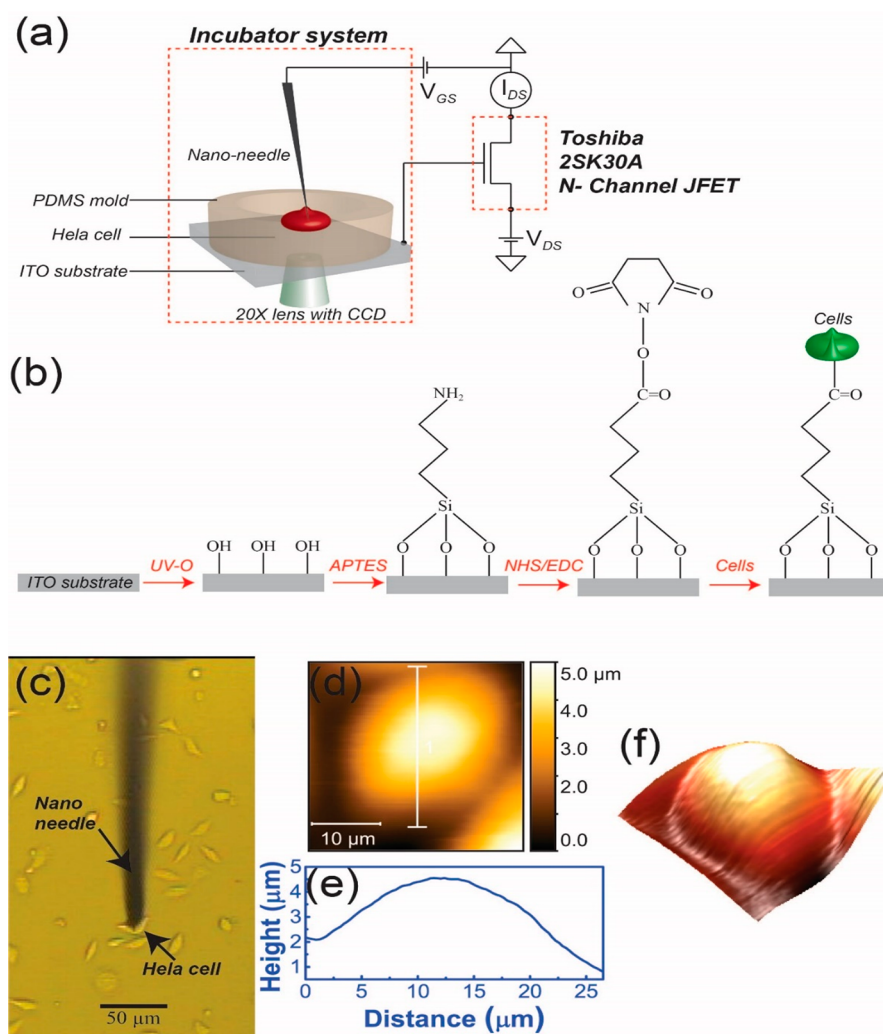 (a)
Incubator system
V_GS
I_DS
Nano-needle
Toshiba
2SK30A
N- Channel JFET
PDMS mold
Hela cell
ITO substrate
V_DS
20X lens with CCD
(b)
O
O
N
O
C=O
Si
O
O
O
NH₂
Si
O
O
O
Cells
C=O
Si
O
O
O
OH
OH
OH
ITO substrate
UV-O
APTES
NHS/EDC
Cells
(c)
Nano
needle
Hela cell
50 μm
(d)
1
10 μm
5.0 μm
4.0
3.0
2.0
1.0
0.0
(e)
Height (μm)
5
4
3
2
1
0
5
10
15
20
25
Distance (μm)
(f)